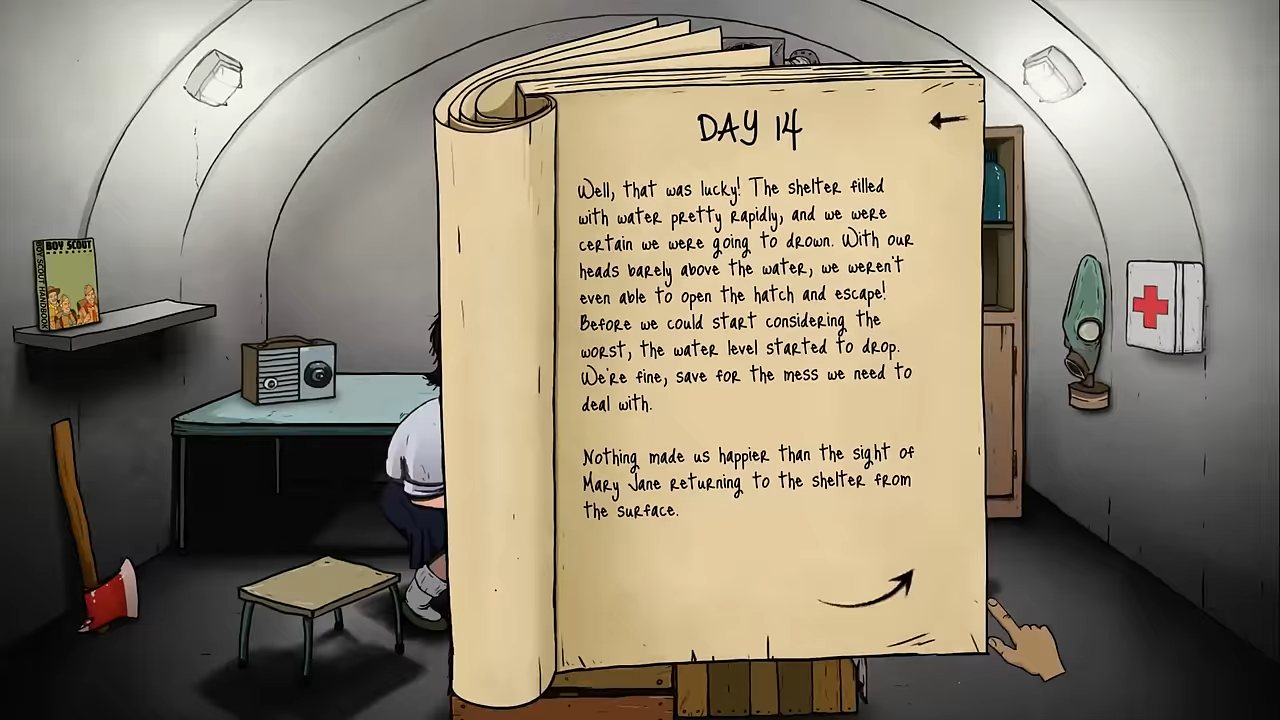 DAY 14
Well, that was lucky! The shelter filled
with water pretty rapidly, and we were
certain we were going to drown. With our
heads barely above the water, we weren't
even able to open the hatch and escape!
Before we could start considering the
worst, the water level started to drop.
We're fine, save for the mess we need to
deal with.
Nothing made us happier than the sight of
Mary Jane returning to the shelter from
the surface.
BOY SCOUT
BOY SCOUT HANDBOOK